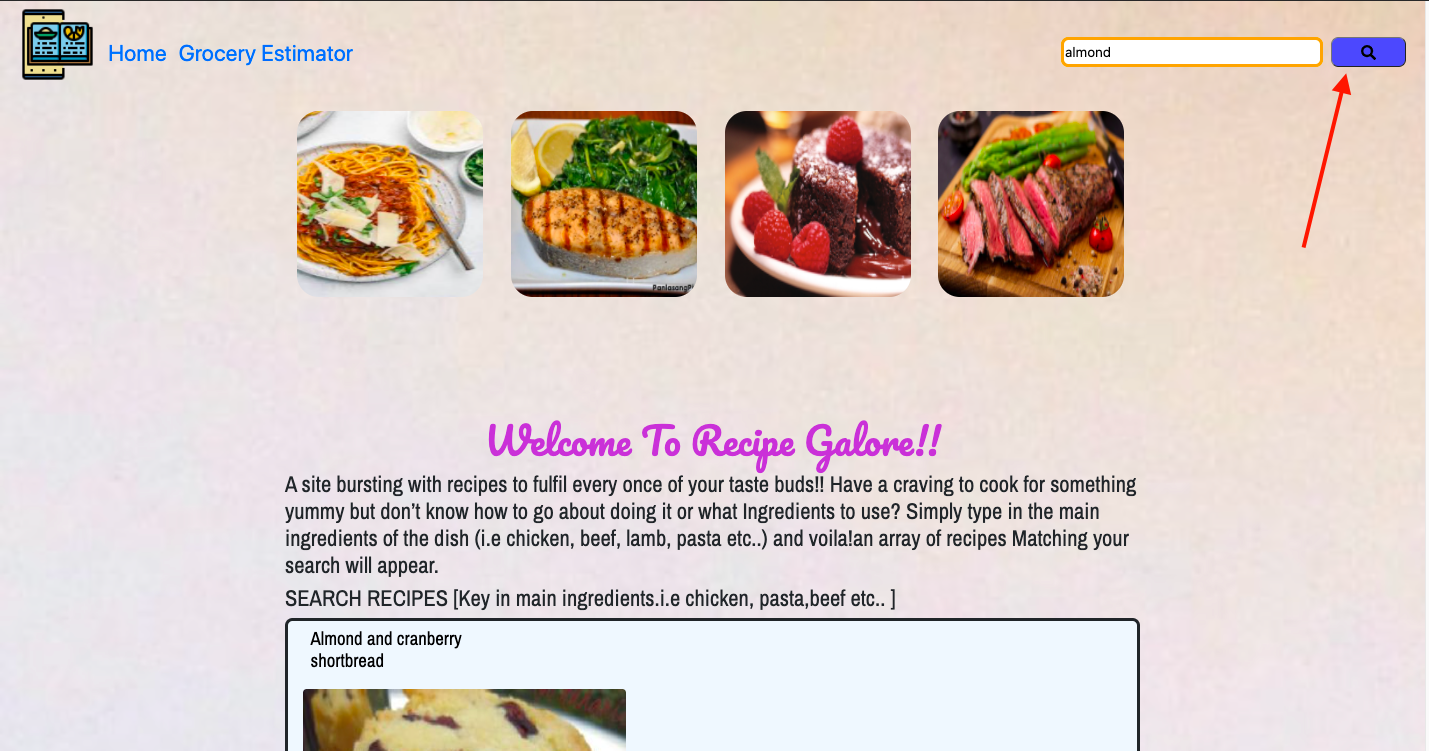 Home Grocery Estimator
almond
Welcome To Recipe Galore!!
A site bursting with recipes to fulfil every once of your taste buds!! Have a craving to cook for something
yummy but don't know how to go about doing it or what Ingredients to use? Simply type in the main
ingredients of the dish (i.e chicken, beef, lamb, pasta etc..) and voila!an array of recipes Matching your
search will appear.
SEARCH RECIPES [Key in main ingredients.i.e chicken, pasta,beef etc.. ]
Almond and cranberry
shortbread